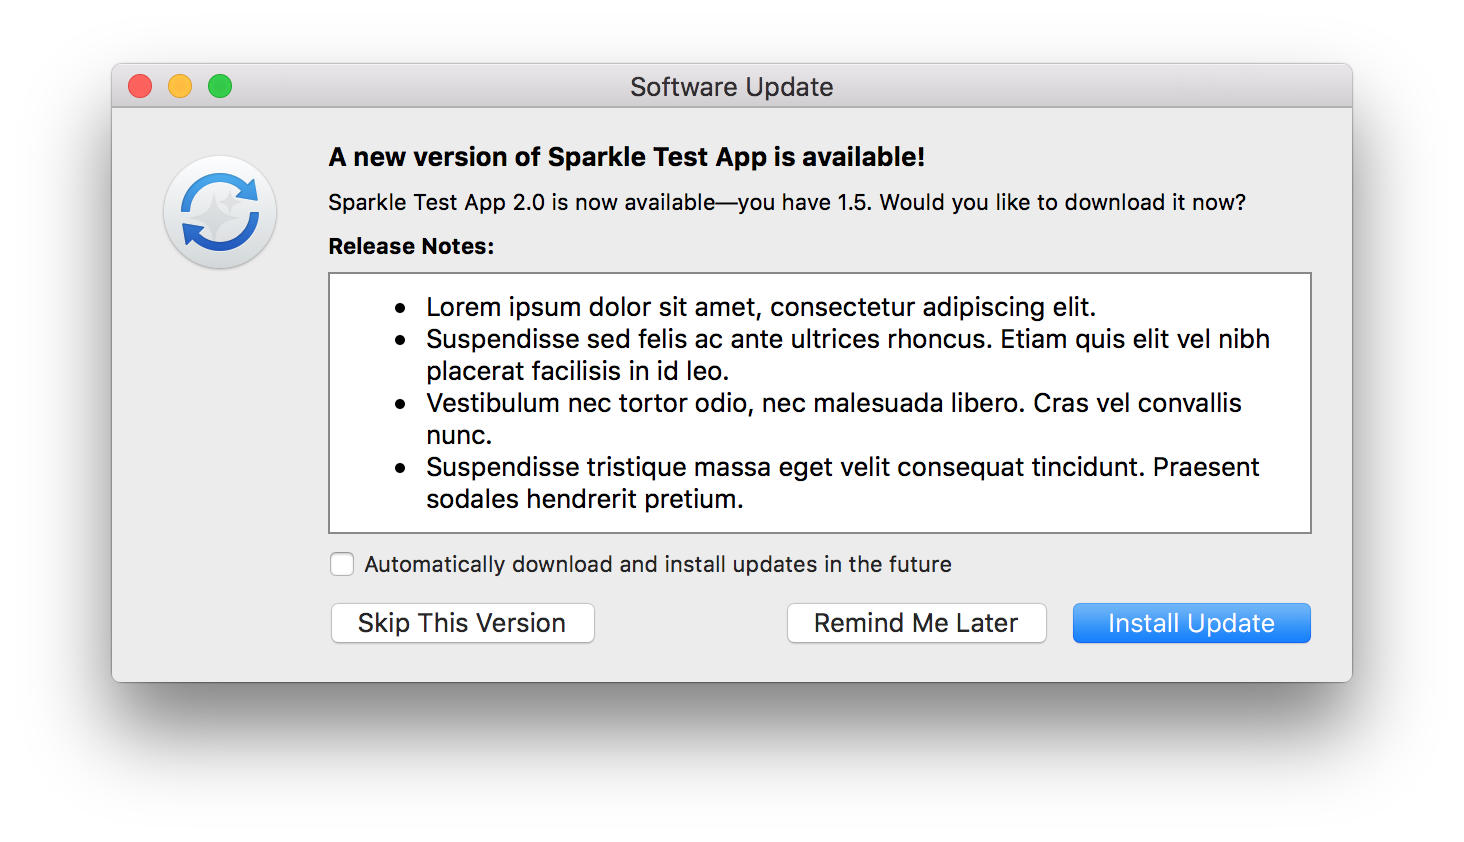 Software Update
A new version of Sparkle Test App is available!
Sparkle Test App 2.0 is now available—you have 1.5. Would you like to download it now?
Release Notes:
• Lorem ipsum dolor sit amet, consectetur adipiscing elit.
• Suspendisse sed felis ac ante ultrices rhoncus. Etiam quis elit vel nibh
placerat facilisis in id leo.
• Vestibulum nec tortor odio, nec malesuada libero. Cras vel convallis
nunc.
• Suspendisse tristique massa eget velit consequat tincidunt. Praesent
sodales hendrerit pretium.
Automatically download and install updates in the future
Skip This Version
Remind Me Later
Install Update